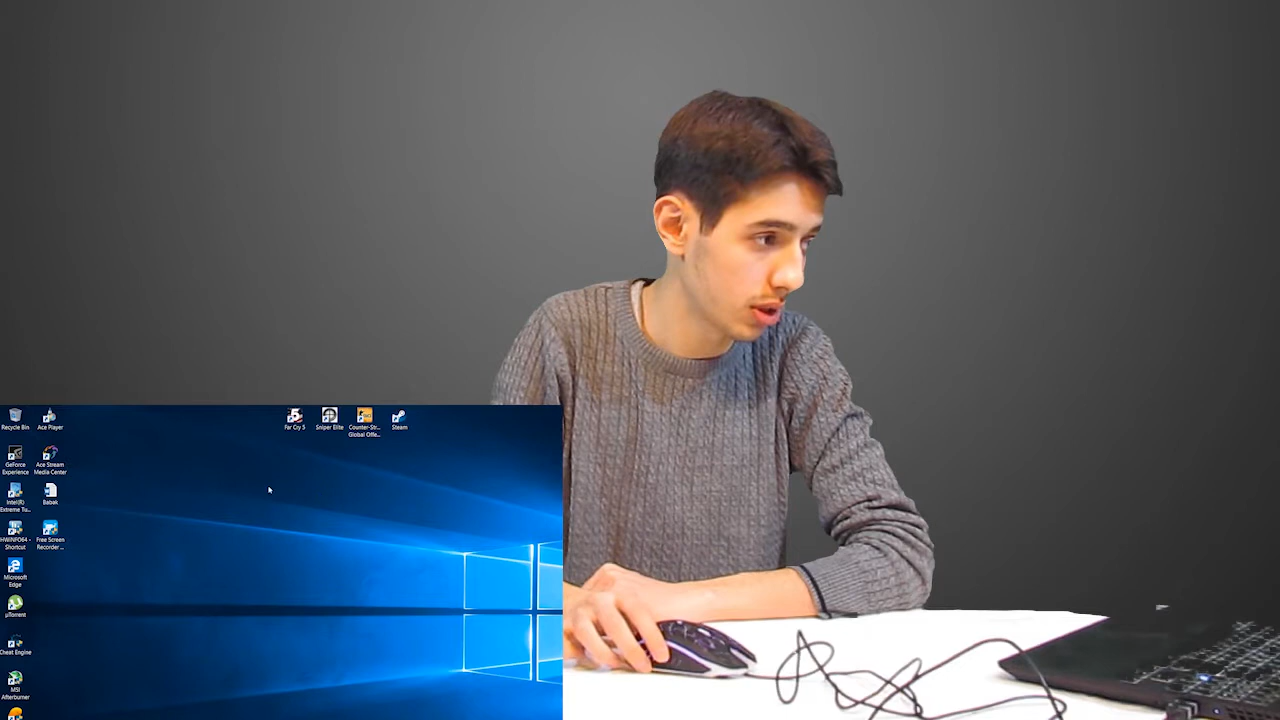 Recycle Bin
Ace Player
Far Cry 5
Sniper Elite
Counter-Str...
Global Offe...
Steam
GeForce
Experience
Ace Stream
Media Center
Intel(R)
Extreme Tu...
Babak
HWiNFO64 -
Shortcut
Free Screen
Recorder ...
Microsoft
Edge
µTorrent
Cheat Engine
MSI
Afterburner